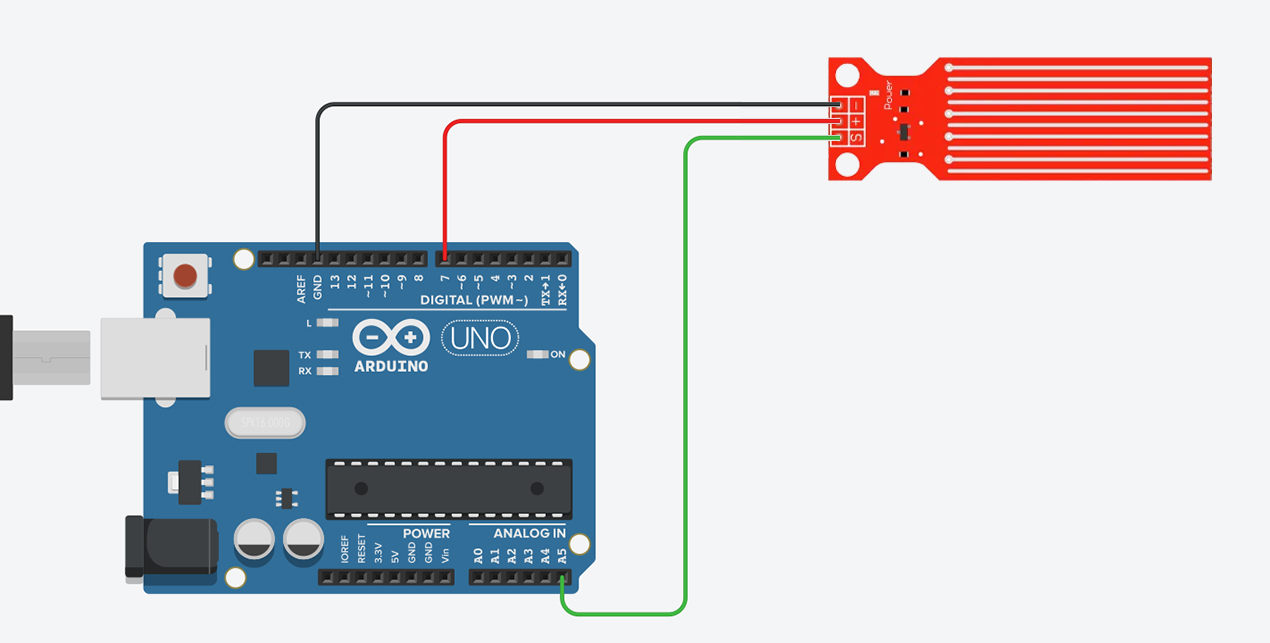 Power
-
+
S
AREF
GND
13
12
~11
~10
~9
8
7
~6
~5
4
~3
2
TX→1
RX←0
DIGITAL (PWM~)
L
TX
RX
ARDUINO
UNO
ON
SPK16.000G
POWER
ANALOG IN
IOREF
RESET
3.3V
5V
GND
GND
Vin
A0
A1
A2
A3
A4
A5